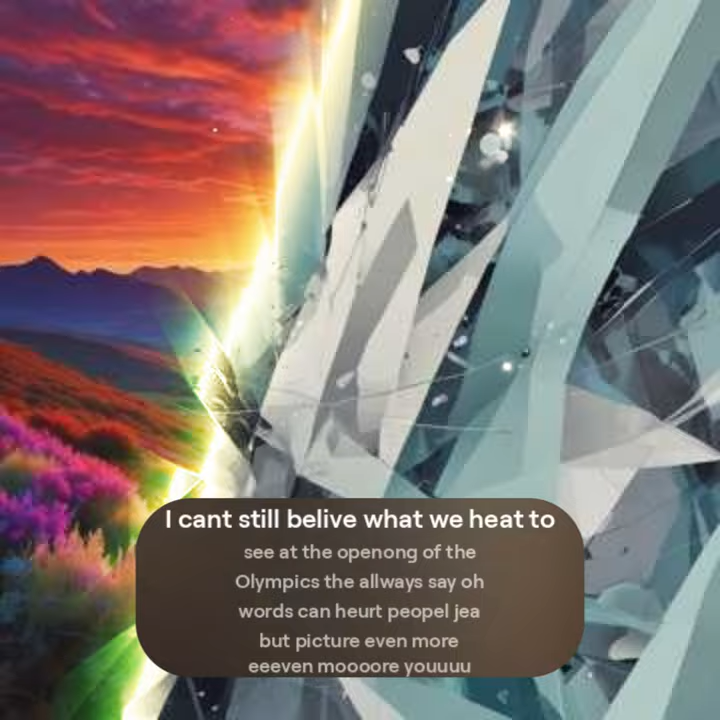 I cant still belive what we heat to
see at the openong of the
Olympics the allways say oh
words can heurt peopel jea
but picture even more
eeeven moooore youuuu